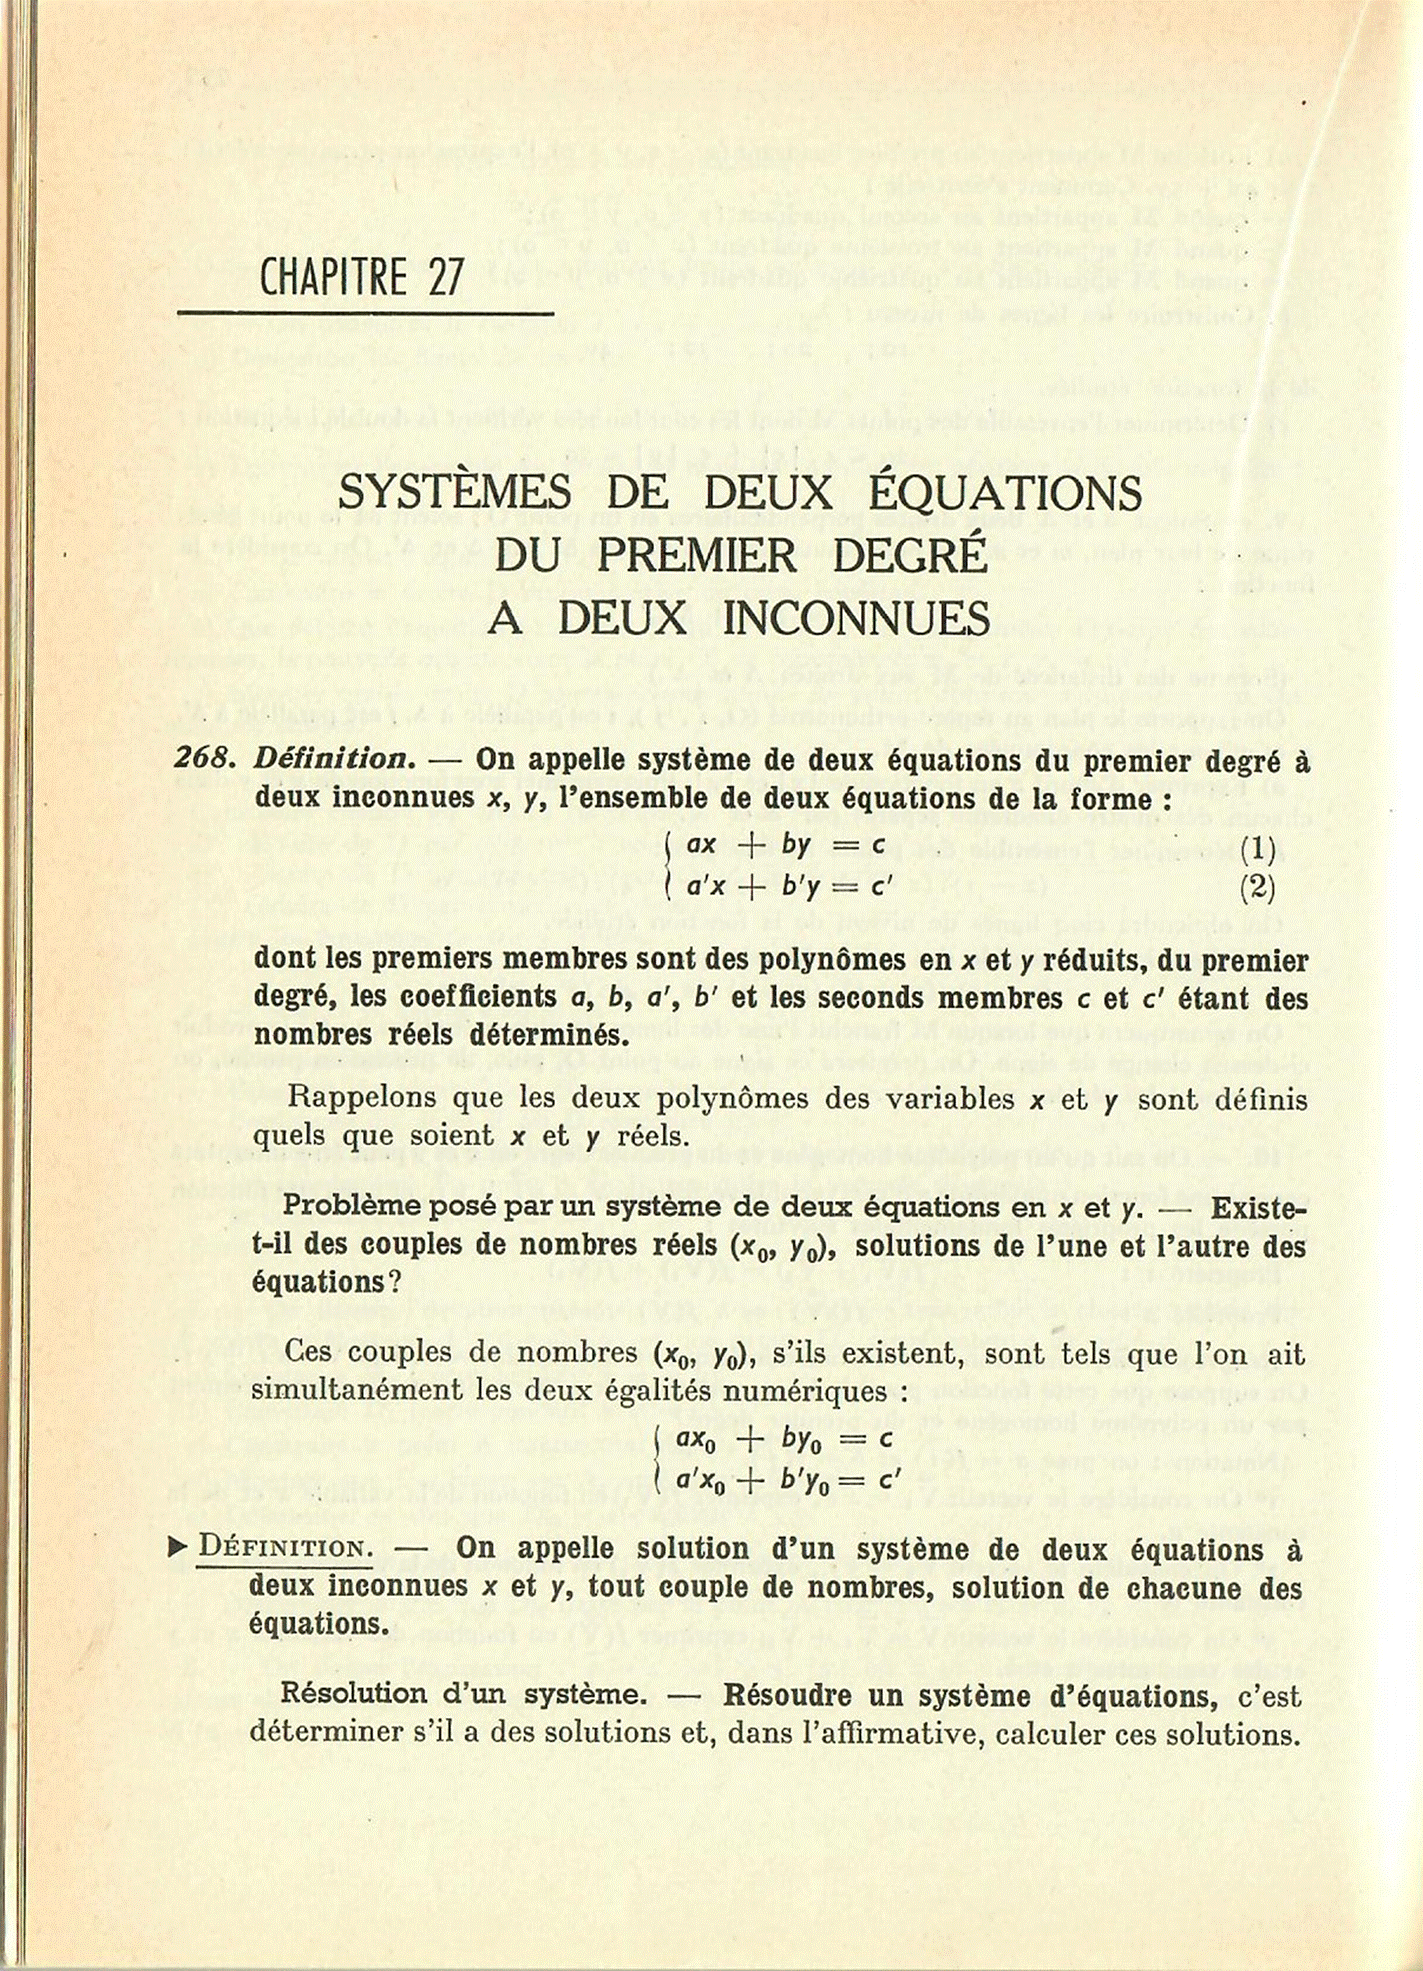 CHAPITRE 27
SYSTÈMES DE DEUX ÉQUATIONS
DU PREMIER DEGRÉ
A DEUX INCONNUES
268. Définition. — On appelle système de deux équations du premier degré à
deux inconnues x, y, l'ensemble de deux équations de la forme :
ax + by = c (1)
a'x + b'y = c' (2)
dont les premiers membres sont des polynômes en x et y réduits, du premier
degré, les coefficients a, b, a', b' et les seconds membres c et c' étant des
nombres réels déterminés.
Rappelons que les deux polynômes des variables x et y sont définis
quels que soient x et y réels.
Problème posé par un système de deux équations en x et y. — Existe-
t-il des couples de nombres réels (x₀, y₀), solutions de l'une et l'autre des
équations?
Ces couples de nombres (x₀, y₀), s'ils existent, sont tels que l'on ait
simultanément les deux égalités numériques :
ax₀ + by₀ = c
a'x₀ + b'y₀ = c'
► DÉFINITION. — On appelle solution d'un système de deux équations à
deux inconnues x et y, tout couple de nombres, solution de chacune des
équations.
Résolution d'un système. — Résoudre un système d'équations, c'est
déterminer s'il a des solutions et, dans l'affirmative, calculer ces solutions.